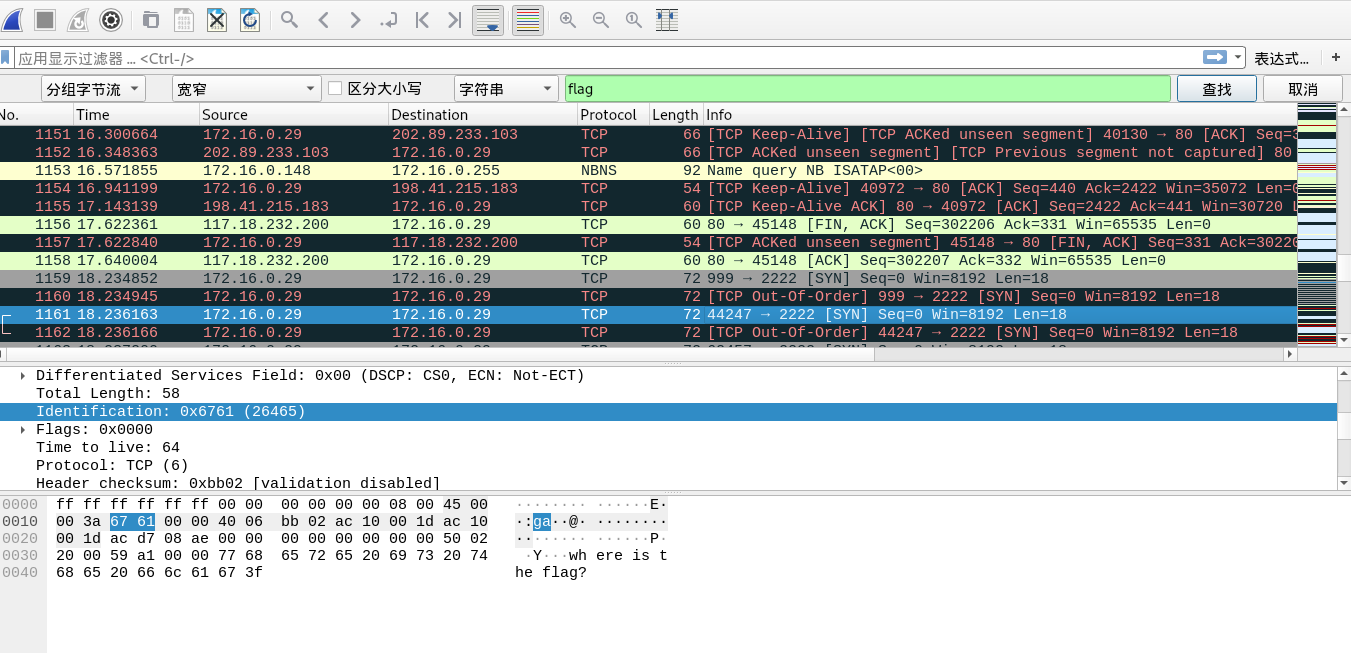 应用显示过滤器 … <Ctrl-/> 表达式… +
分组字节流 宽窄 区分大小写 字符串 flag 查找 取消
No. Time Source Destination Protocol Length Info
1151 16.300664 172.16.0.29 202.89.233.103 TCP 66 [TCP Keep-Alive] [TCP ACKed unseen segment] 40130 → 80 [ACK] Seq=3
1152 16.348363 202.89.233.103 172.16.0.29 TCP 66 [TCP ACKed unseen segment] [TCP Previous segment not captured] 80
1153 16.571855 172.16.0.148 172.16.0.255 NBNS 92 Name query NB ISATAP<00>
1154 16.941199 172.16.0.29 198.41.215.183 TCP 54 [TCP Keep-Alive] 40972 → 80 [ACK] Seq=440 Ack=2422 Win=35072 Len=0
1155 17.143139 198.41.215.183 172.16.0.29 TCP 60 [TCP Keep-Alive ACK] 80 → 40972 [ACK] Seq=2422 Ack=441 Win=30720 L
1156 17.622361 117.18.232.200 172.16.0.29 TCP 60 80 → 45148 [FIN, ACK] Seq=302206 Ack=331 Win=65535 Len=0
1157 17.622840 172.16.0.29 117.18.232.200 TCP 54 [TCP ACKed unseen segment] 45148 → 80 [FIN, ACK] Seq=331 Ack=30220
1158 17.640004 117.18.232.200 172.16.0.29 TCP 60 80 → 45148 [ACK] Seq=302207 Ack=332 Win=65535 Len=0
1159 18.234852 172.16.0.29 172.16.0.29 TCP 72 999 → 2222 [SYN] Seq=0 Win=8192 Len=18
1160 18.234945 172.16.0.29 172.16.0.29 TCP 72 [TCP Out-Of-Order] 999 → 2222 [SYN] Seq=0 Win=8192 Len=18
1161 18.236163 172.16.0.29 172.16.0.29 TCP 72 44247 → 2222 [SYN] Seq=0 Win=8192 Len=18
1162 18.236166 172.16.0.29 172.16.0.29 TCP 72 [TCP Out-Of-Order] 44247 → 2222 [SYN] Seq=0 Win=8192 Len=18
Differentiated Services Field: 0x00 (DSCP: CS0, ECN: Not-ECT)
Total Length: 58
Identification: 0x6761 (26465)
Flags: 0x0000
Time to live: 64
Protocol: TCP (6)
Header checksum: 0xbb02 [validation disabled]
0000 ff ff ff ff ff ff 00 00 00 00 00 00 08 00 45 00 ········ ······E·
0010 00 3a 67 61 00 00 40 06 bb 02 ac 10 00 1d ac 10 ·:ga··@· ········
0020 00 1d ac d7 08 ae 00 00 00 00 00 00 00 00 50 02 ········ ······P·
0030 20 00 59 a1 00 00 77 68 65 72 65 20 69 73 20 74 ·Y···wh ere is t
0040 68 65 20 66 6c 61 67 3f he flag?